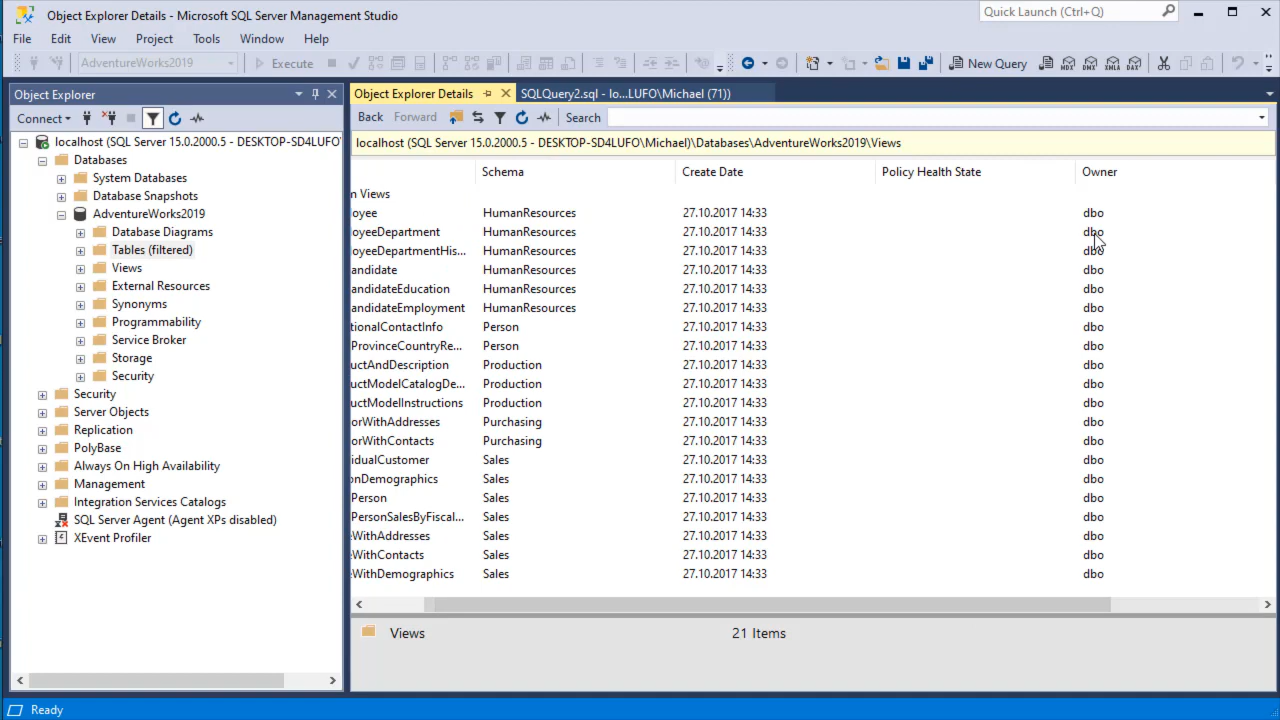 Object Explorer Details - Microsoft SQL Server Management Studio
Quick Launch (Ctrl+Q)
File Edit View Project Tools Window Help
AdventureWorks2019 Execute New Query MDX DMX XMLA DAX
Object Explorer
Connect
localhost (SQL Server 15.0.2000.5 - DESKTOP-SD4LUFO
Databases
System Databases
Database Snapshots
AdventureWorks2019
Database Diagrams
Tables (filtered)
Views
External Resources
Synonyms
Programmability
Service Broker
Storage
Security
Security
Server Objects
Replication
PolyBase
Always On High Availability
Management
Integration Services Catalogs
SQL Server Agent (Agent XPs disabled)
XEvent Profiler
Object Explorer Details SQLQuery2.sql - lo...LUFO\Michael (71))
Back Forward Search
localhost (SQL Server 15.0.2000.5 - DESKTOP-SD4LUFO\Michael)\Databases\AdventureWorks2019\Views
Schema Create Date Policy Health State Owner
n Views
oyee HumanResources 27.10.2017 14:33 dbo
oyeeDepartment HumanResources 27.10.2017 14:33 dbo
oyeeDepartmentHis... HumanResources 27.10.2017 14:33 dbo
andidate HumanResources 27.10.2017 14:33 dbo
andidateEducation HumanResources 27.10.2017 14:33 dbo
andidateEmployment HumanResources 27.10.2017 14:33 dbo
tionalContactInfo Person 27.10.2017 14:33 dbo
ProvinceCountryRe... Person 27.10.2017 14:33 dbo
uctAndDescription Production 27.10.2017 14:33 dbo
uctModelCatalogDe... Production 27.10.2017 14:33 dbo
uctModelInstructions Production 27.10.2017 14:33 dbo
orWithAddresses Purchasing 27.10.2017 14:33 dbo
orWithContacts Purchasing 27.10.2017 14:33 dbo
idualCustomer Sales 27.10.2017 14:33 dbo
onDemographics Sales 27.10.2017 14:33 dbo
Person Sales 27.10.2017 14:33 dbo
PersonSalesByFiscal... Sales 27.10.2017 14:33 dbo
WithAddresses Sales 27.10.2017 14:33 dbo
WithContacts Sales 27.10.2017 14:33 dbo
WithDemographics Sales 27.10.2017 14:33 dbo
Views 21 Items
Ready